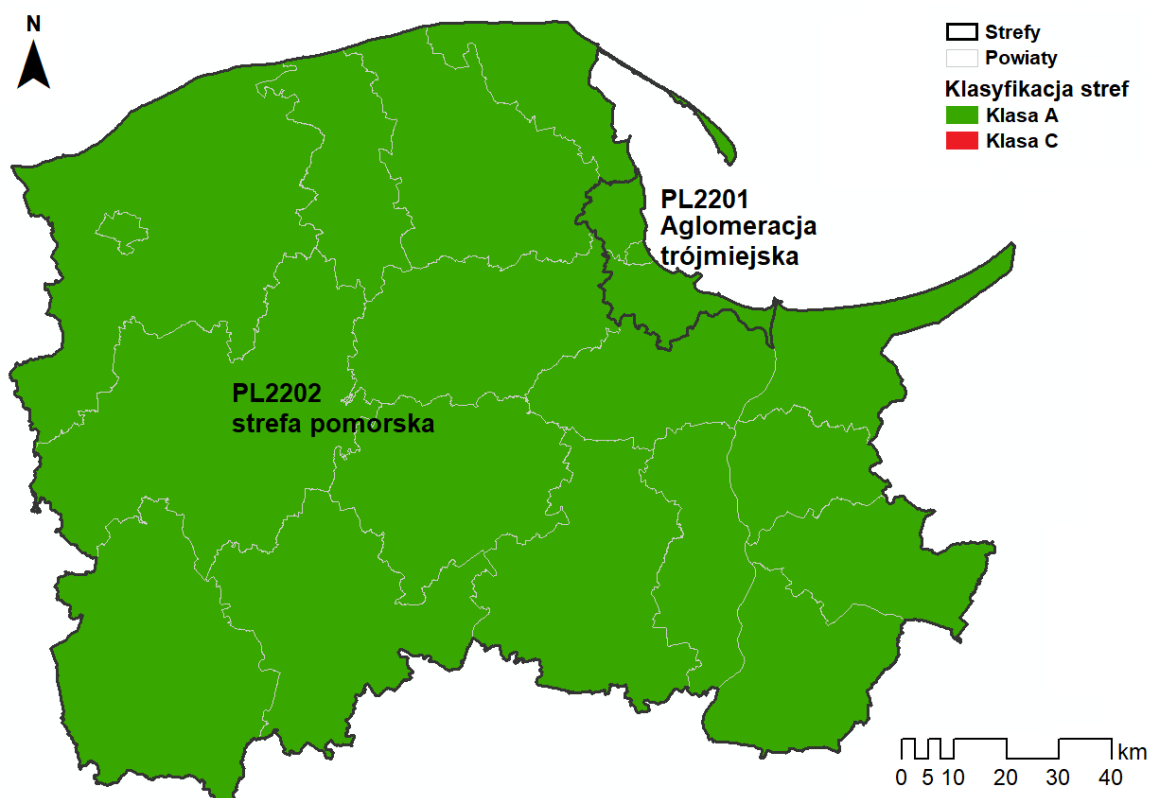 N
Strefy
Powiaty
Klasyfikacja stref
Klasa A
Klasa C
PL2201
Aglomeracja
trójmiejska
PL2202
strefa pomorska
km
0 5 10 20 30 40